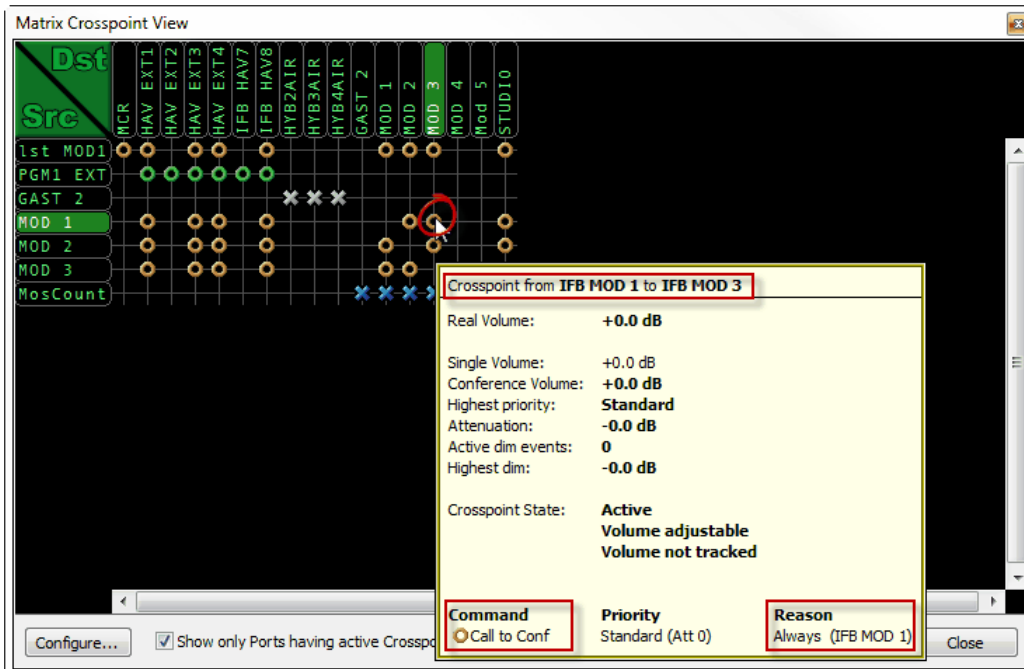 Matrix Crosspoint View
Dst
Src
MCR
HAV EXT1
HAV EXT2
HAV EXT3
HAV EXT4
IFB HAV7
IFB HAV8
HYB2AIR
HYB3AIR
HYB4AIR
GAST 2
MOD 1
MOD 2
MOD 3
MOD 4
Mod 5
STUDIO
lst MOD1
PGM1 EXT
GAST 2
MOD 1
MOD 2
MOD 3
MosCount
Crosspoint from IFB MOD 1 to IFB MOD 3
Real Volume: +0.0 dB
Single Volume: +0.0 dB
Conference Volume: +0.0 dB
Highest priority: Standard
Attenuation: -0.0 dB
Active dim events: 0
Highest dim: -0.0 dB
Crosspoint State: Active
Volume adjustable
Volume not tracked
Command Priority Reason
Call to Conf Standard (Att 0) Always (IFB MOD 1)
Configure... Show only Ports having active Crosspo Close